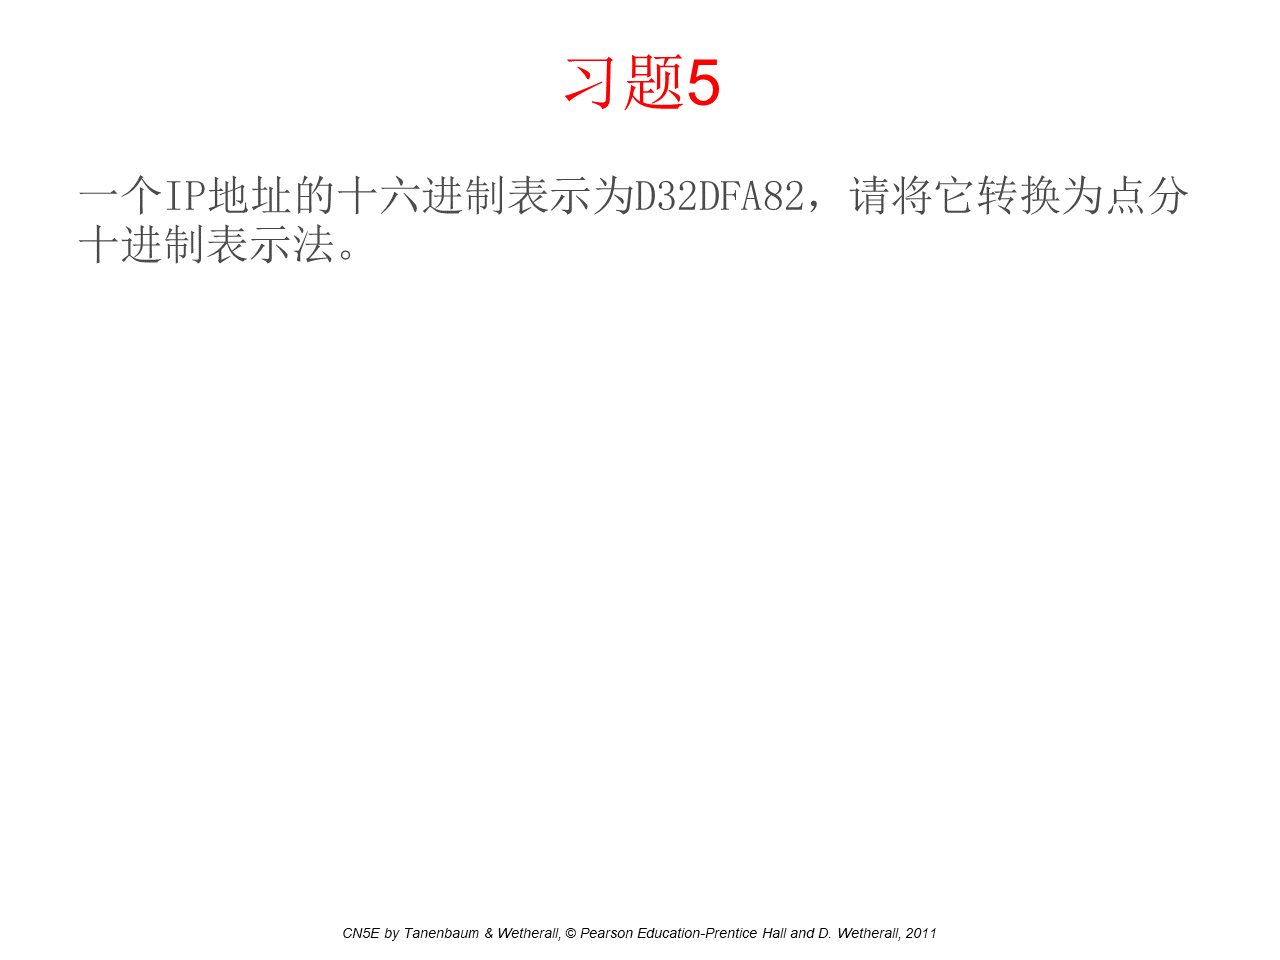 习题5
一个IP地址的十六进制表示为D32DFA82，请将它转换为点分
十进制表示法。
CN5E by Tanenbaum & Wetherall, © Pearson Education-Prentice Hall and D. Wetherall, 2011